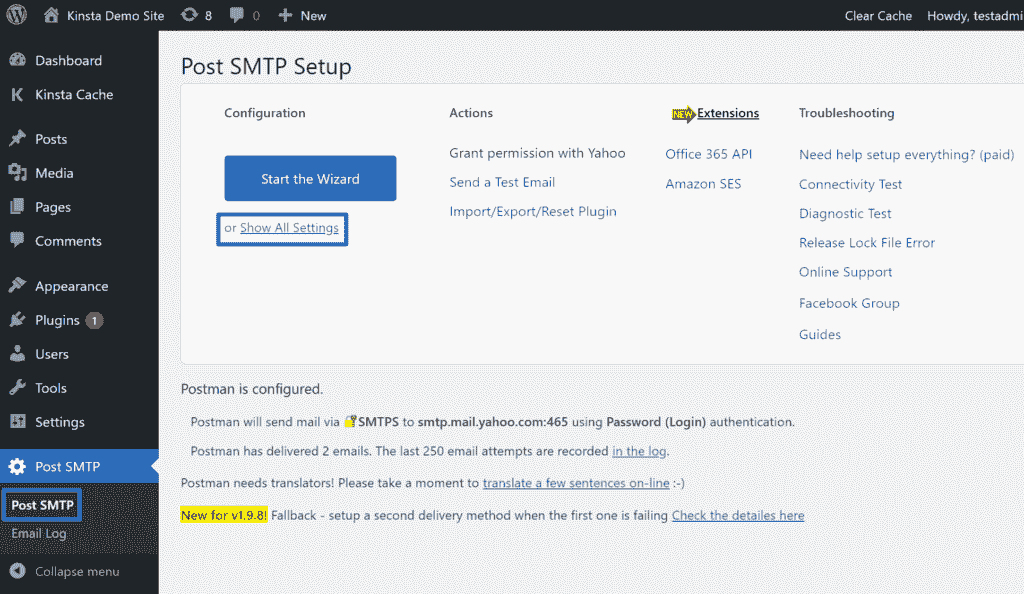 Kinsta Demo Site 8 0 New Clear Cache Howdy, testadmi
Dashboard
Kinsta Cache
Posts
Media
Pages
Comments
Appearance
Plugins 1
Users
Tools
Settings
Post SMTP
Post SMTP
Email Log
Collapse menu
Post SMTP Setup
Configuration
Start the Wizard
or Show All Settings
Actions
Grant permission with Yahoo
Send a Test Email
Import/Export/Reset Plugin
NEW Extensions
Office 365 API
Amazon SES
Troubleshooting
Need help setup everything? (paid)
Connectivity Test
Diagnostic Test
Release Lock File Error
Online Support
Facebook Group
Guides
Postman is configured.
Postman will send mail via SMTPS to smtp.mail.yahoo.com:465 using Password (Login) authentication.
Postman has delivered 2 emails. The last 250 email attempts are recorded in the log.
Postman needs translators! Please take a moment to translate a few sentences on-line :-)
New for v1.9.8! Fallback - setup a second delivery method when the first one is failing Check the detailes here